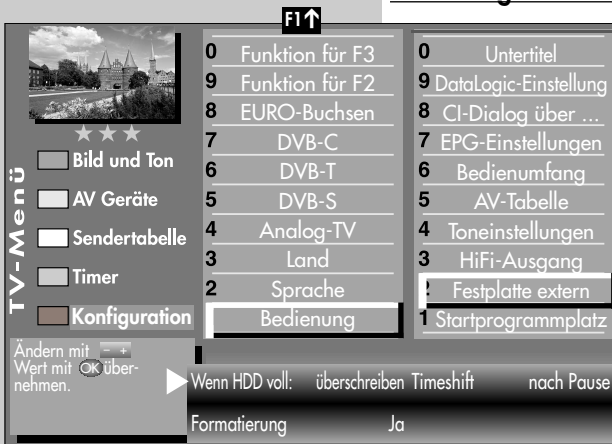 F1↑
TV-Menü
Bild und Ton
AV Geräte
Sendertabelle
Timer
Konfiguration
Ändern mit - +
Wert mit OK über-
nehmen.
0 Funktion für F3
9 Funktion für F2
8 EURO-Buchsen
7 DVB-C
6 DVB-T
5 DVB-S
4 Analog-TV
3 Land
2 Sprache
Bedienung
0 Untertitel
9 DataLogic-Einstellung
8 CI-Dialog über ...
7 EPG-Einstellungen
6 Bedienumfang
5 AV-Tabelle
4 Toneinstellungen
3 HiFi-Ausgang
2 Festplatte extern
1 Startprogrammplatz
Wenn HDD voll: überschreiben Timeshift nach Pause
Formatierung Ja